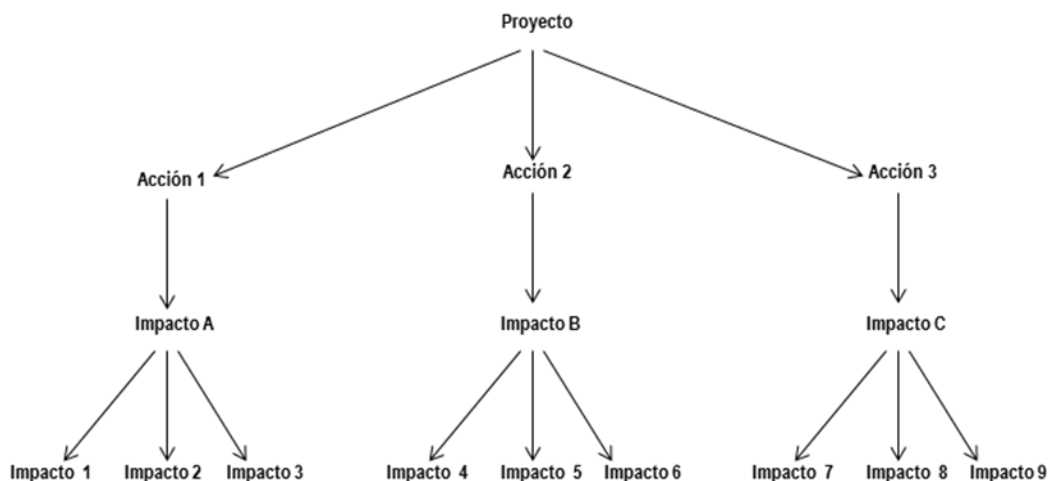 Proyecto
Acción 1 Acción 2 Acción 3
Impacto A Impacto B Impacto C
Impacto 1 Impacto 2 Impacto 3 Impacto 4 Impacto 5 Impacto 6 Impacto 7 Impacto 8 Impacto 9